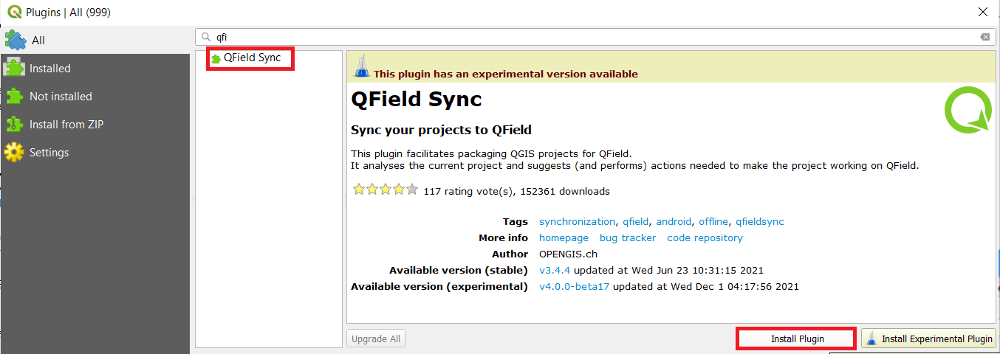 Plugins | All (999)
All
Installed
Not installed
Install from ZIP
Settings
qfi
QField Sync
This plugin has an experimental version available
QField Sync
Sync your projects to QField
This plugin facilitates packaging QGIS projects for QField.
It analyses the current project and suggests (and performs) actions needed to make the project working on QField.
117 rating vote(s), 152361 downloads
Tags synchronization, qfield, android, offline, qfieldsync
More info homepage bug tracker code repository
Author OPENGIS.ch
Available version (stable) v3.4.4 updated at Wed Jun 23 10:31:15 2021
Available version (experimental) v4.0.0-beta17 updated at Wed Dec 1 04:17:56 2021
Upgrade All Install Plugin Install Experimental Plugin